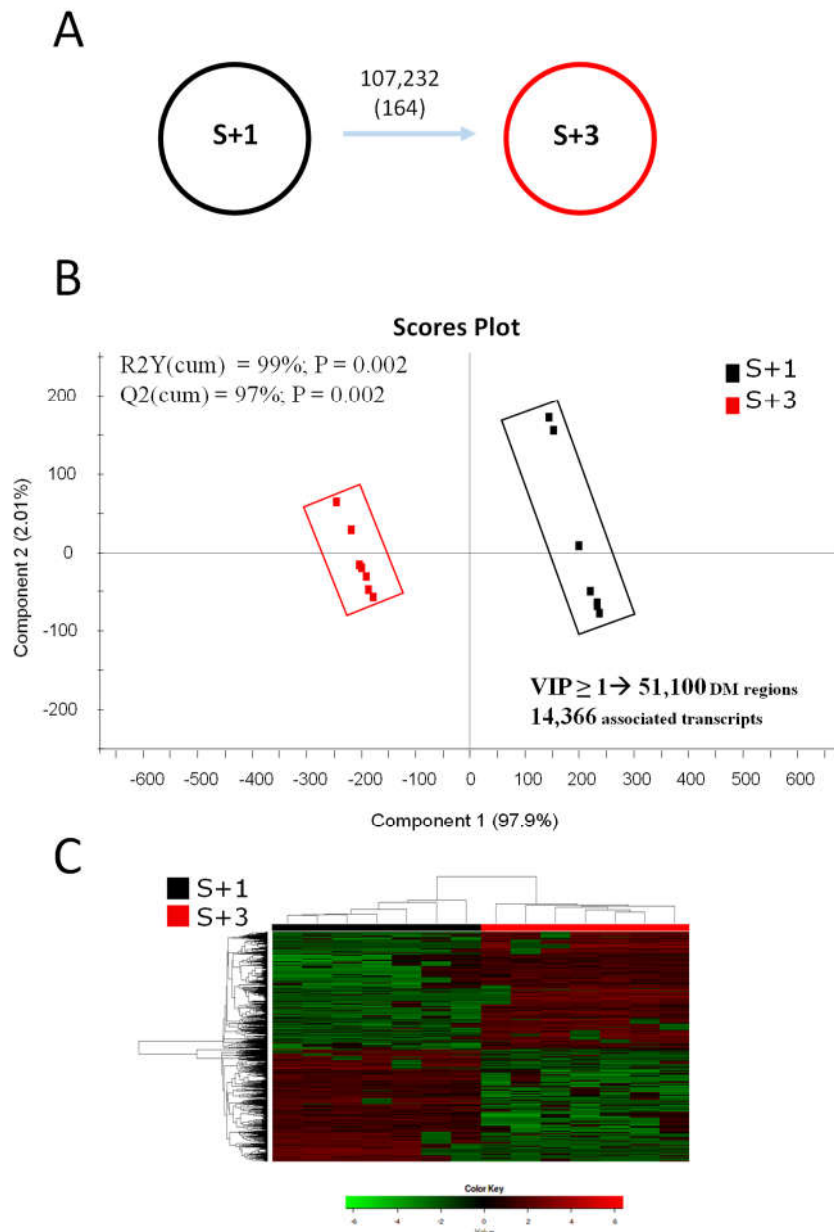 A
S+1
107,232
(164)
S+3
B
Scores Plot
R2Y(cum) = 99%; P = 0.002
Q2(cum) = 97%; P = 0.002
S+1
S+3
200
100
0
-100
-200
Component 2 (2.01%)
VIP ≥ 1→ 51,100 DM regions
14,366 associated transcripts
-600 -500 -400 -300 -200 -100 0 100 200 300 400 500 600
Component 1 (97.9%)
C
S+1
S+3
Color Key
-6 -4 -2 0 2 4 6